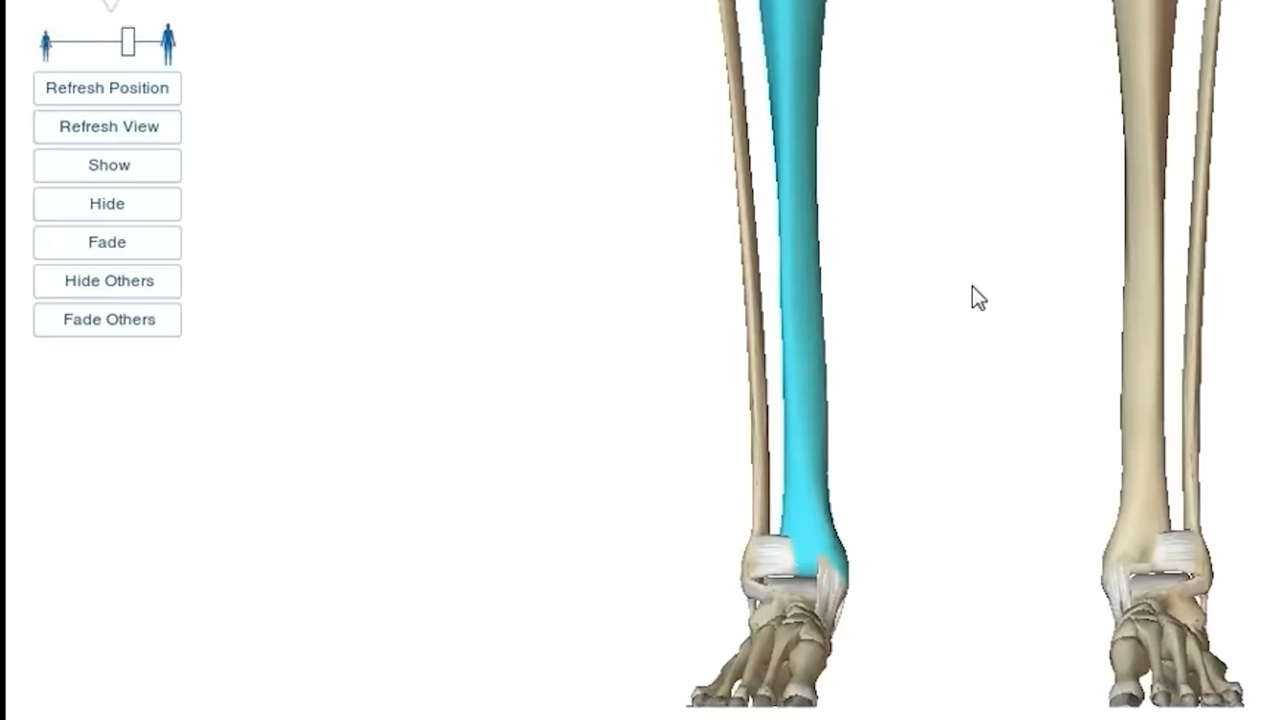 Refresh Position
Refresh View
Show
Hide
Fade
Hide Others
Fade Others